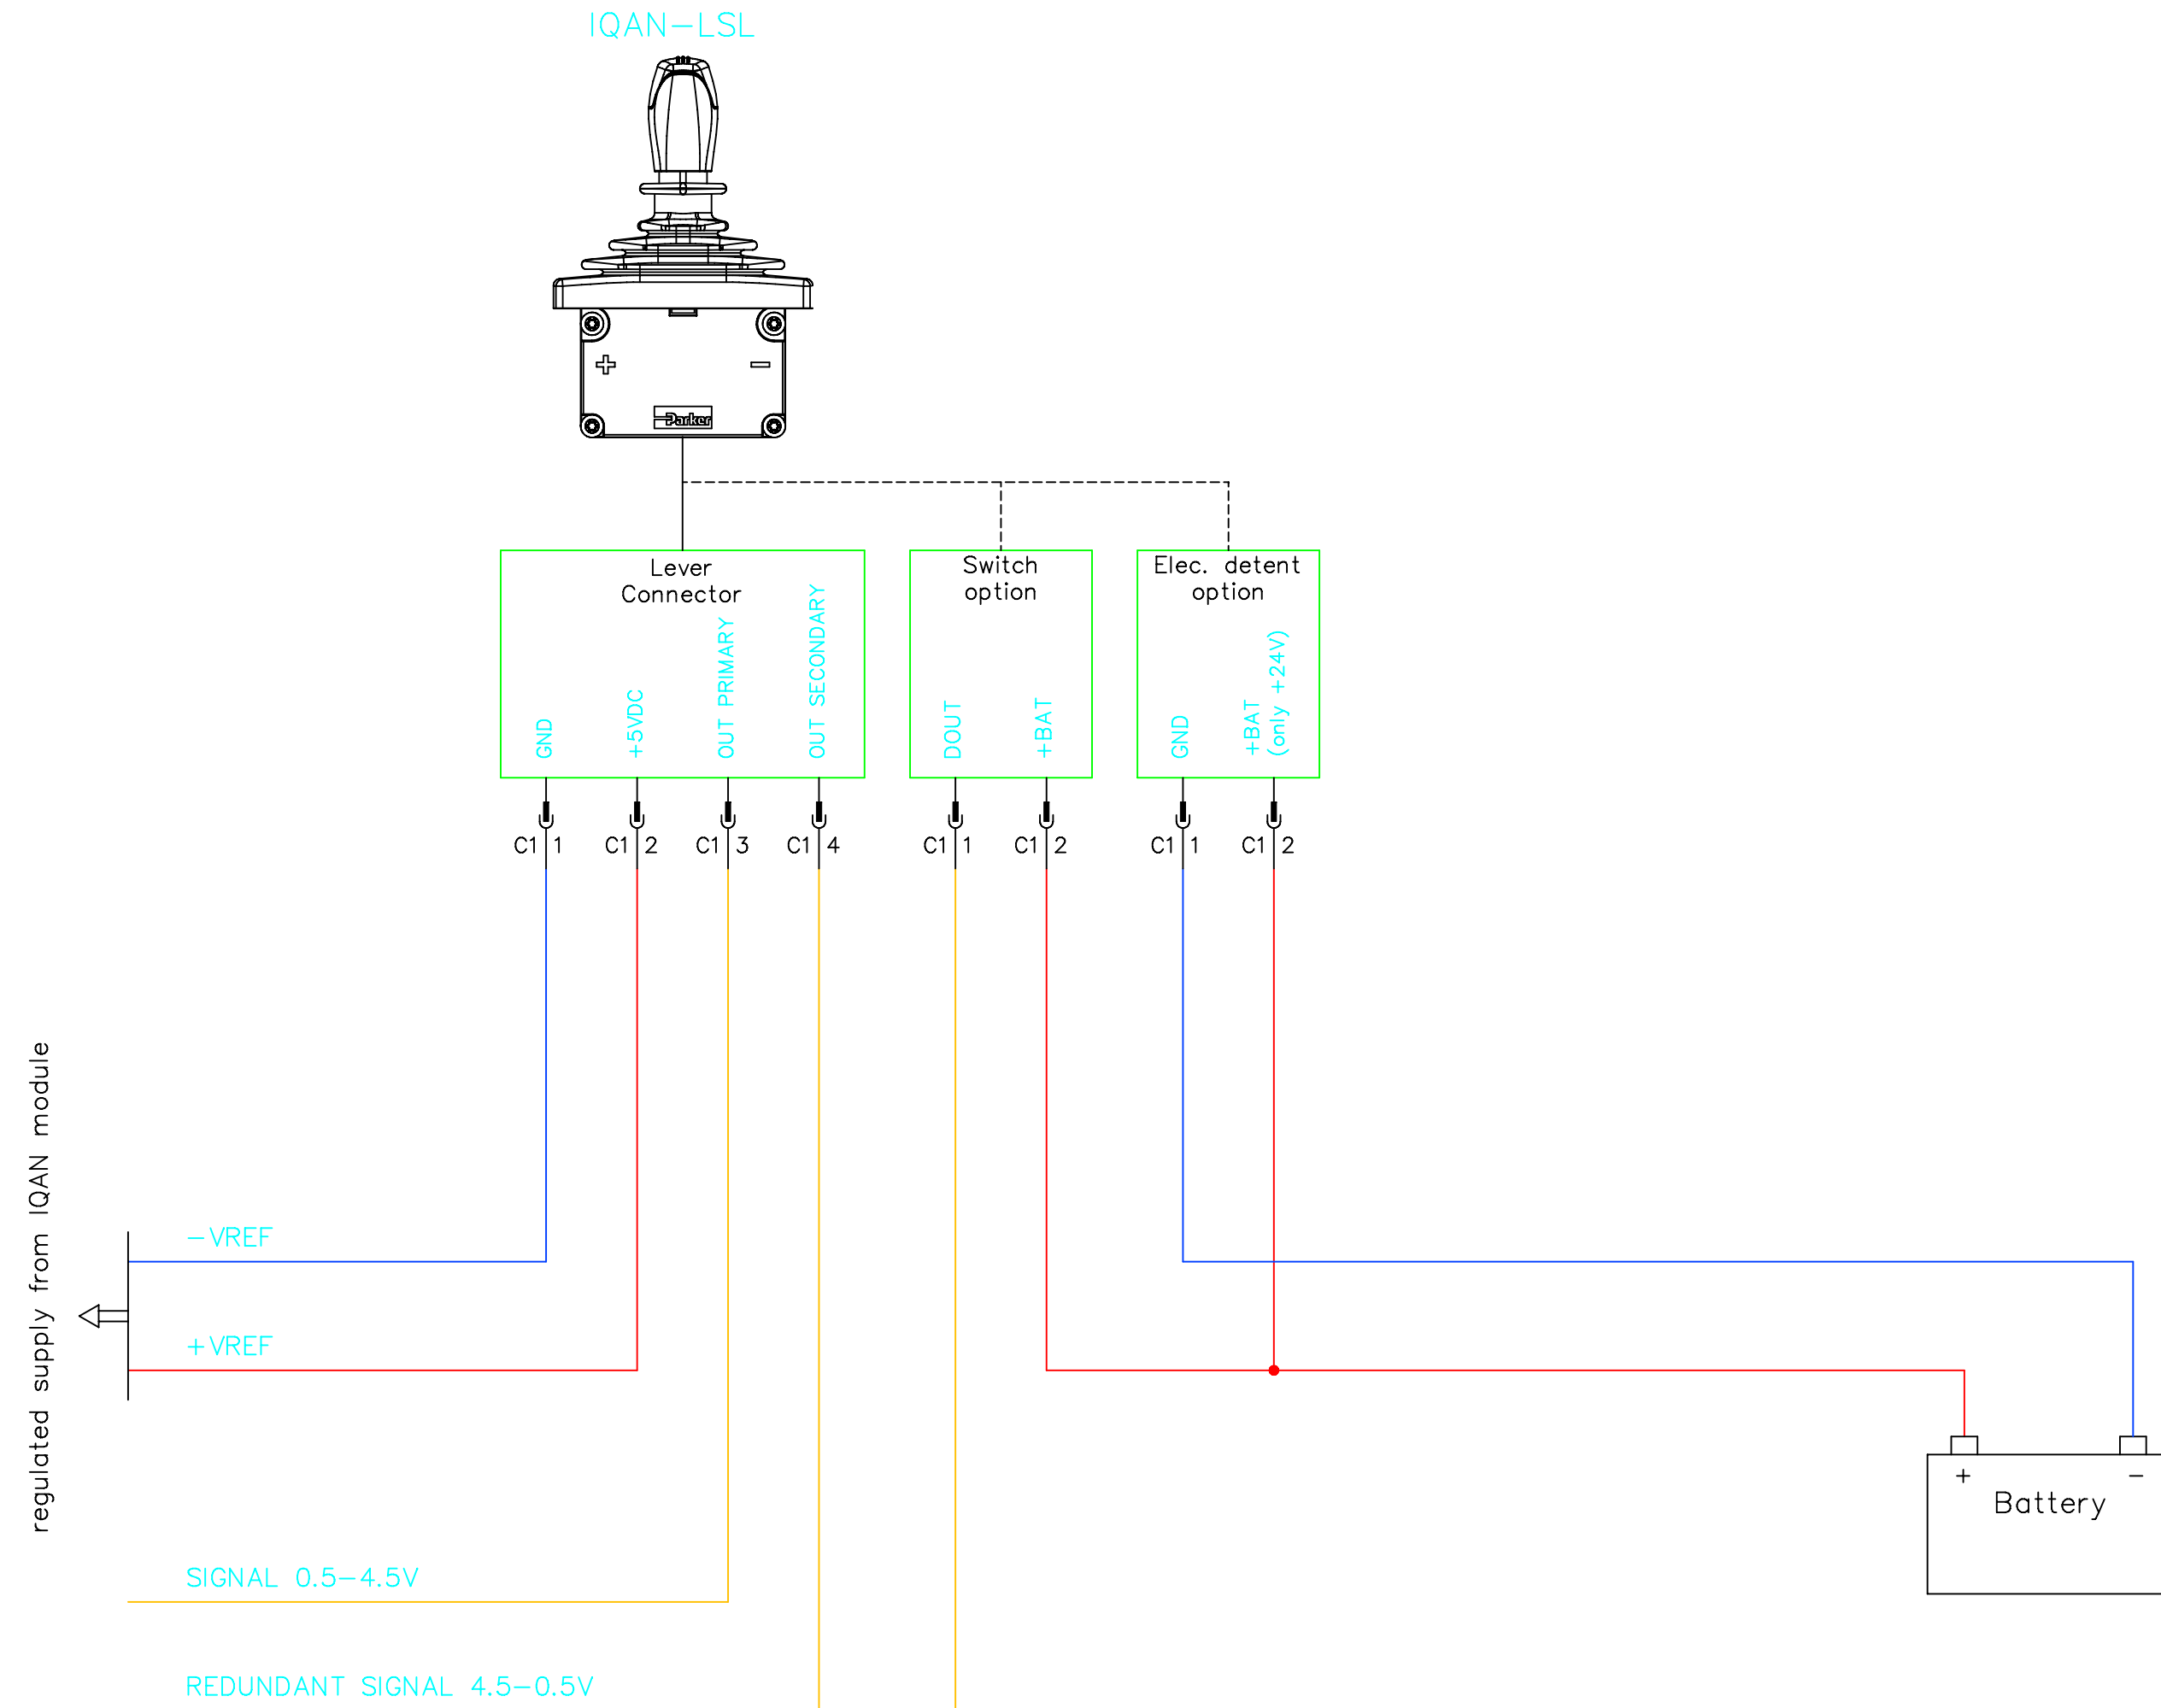 IQAN-LSL
+ -
Parker
Lever
Connector
GND
+5VDC
OUT PRIMARY
OUT SECONDARY
Switch
option
DOUT
+BAT
Elec. detent
option
GND
+BAT
(only +24V)
C1 1
C1 2
C1 3
C1 4
C1 1
C1 2
C1 1
C1 2
regulated supply from IQAN module
-VREF
+VREF
+ -
Battery
SIGNAL 0.5-4.5V
REDUNDANT SIGNAL 4.5-0.5V